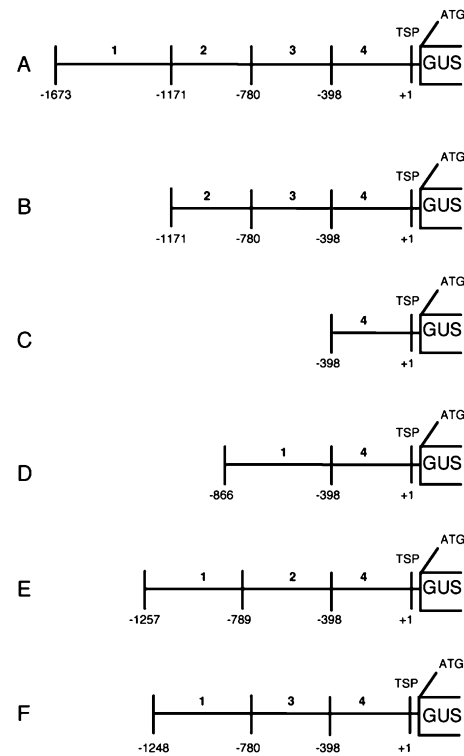 ATG
TSP
A 1 2 3 4 GUS
-1673 -1171 -780 -398 +1
ATG
TSP
B 2 3 4 GUS
-1171 -780 -398 +1
ATG
TSP
C 4 GUS
-398 +1
ATG
TSP
D 1 4 GUS
-866 -398 +1
ATG
TSP
E 1 2 4 GUS
-1257 -789 -398 +1
ATG
TSP
F 1 3 4 GUS
-1248 -780 -398 +1